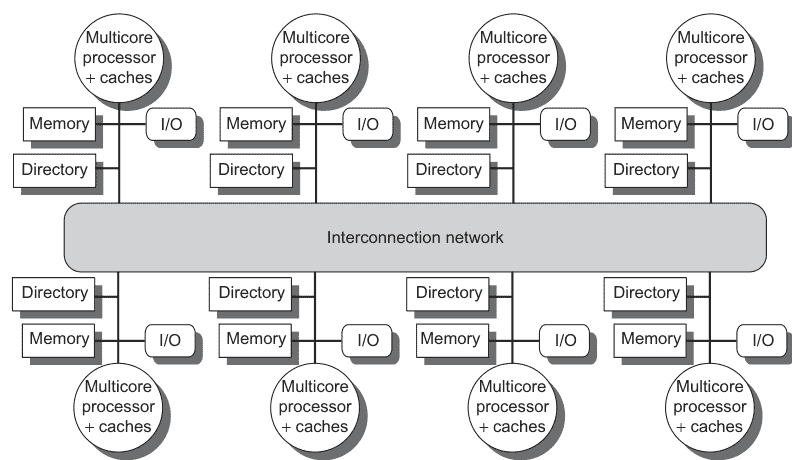 Multicore
processor
+ caches
Multicore
processor
+ caches
Multicore
processor
+ caches
Multicore
processor
+ caches
Memory
I/O
Memory
I/O
Memory
I/O
Memory
I/O
Directory
Directory
Directory
Directory
Interconnection network
Directory
Directory
Directory
Directory
Memory
I/O
Memory
I/O
Memory
I/O
Memory
I/O
Multicore
processor
+ caches
Multicore
processor
+ caches
Multicore
processor
+ caches
Multicore
processor
+ caches